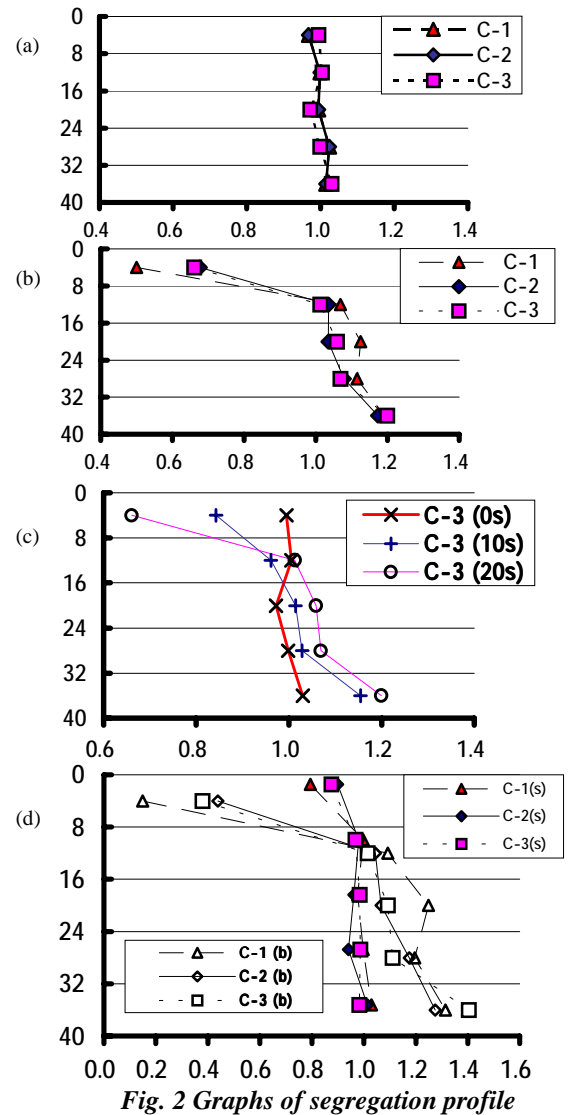 (a)
0
8
16
24
32
40
0.4 0.6 0.8 1.0 1.2 1.4
C-1
C-2
C-3
(b)
0
8
16
24
32
40
0.4 0.6 0.8 1.0 1.2 1.4
C-1
C-2
C-3
(c)
0
8
16
24
32
40
0.6 0.8 1.0 1.2 1.4
C-3 (0s)
C-3 (10s)
C-3 (20s)
(d)
0
8
16
24
32
40
0.0 0.2 0.4 0.6 0.8 1.0 1.2 1.4 1.6
C-1(s)
C-2(s)
C-3(s)
C-1 (b)
C-2 (b)
C-3 (b)
Fig. 2 Graphs of segregation profile